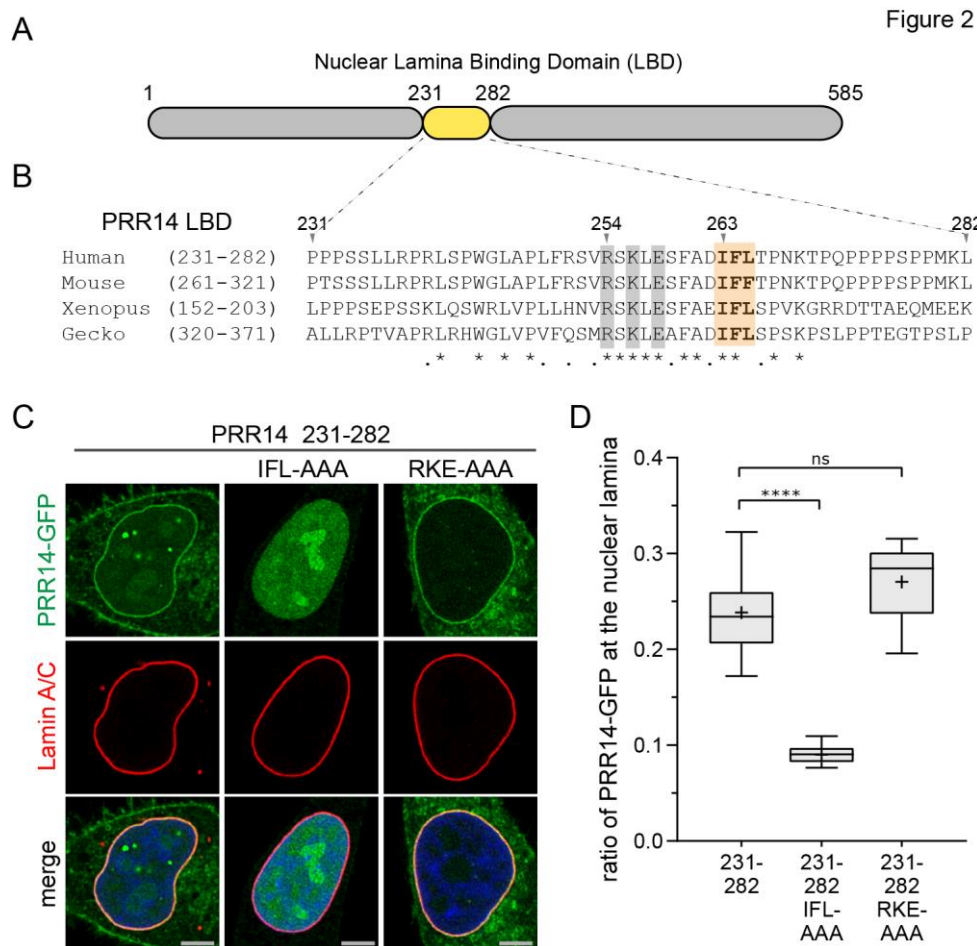 Figure 2
A
Nuclear Lamina Binding Domain (LBD)
1 231 282 585
B
PRR14 LBD 231 254 263 282
Human (231-282) PPPSSLLRPRLSPWGLAPLFRSVRSKLESFADIFLTPNKTPQPPPPSPPMKL
Mouse (261-321) PTSSSLLRPRLSPWGLAPLFRSVRSKLESFADIFFTPNKTPQPPPPSPPMKL
Xenopus (152-203) LPPPSEPSSKLQSWRLVPLLHNVRSKLESFAEIFLSPVKGRRDTTAEQMEEK
Gecko (320-371) ALLRPTVAPRLRHWGLVPVFQSMRSKLEAFADIFLSPSKPSLPPTEGTPSLP
.* * * * . . .*****.**.** . * *
C
PRR14 231-282
IFL-AAA RKE-AAA
PRR14-GFP
Lamin A/C
merge
D
ratio of PRR14-GFP at the nuclear lamina
0.4
0.3
0.2
0.1
0.0
ns
****
231-
282
231-
282
IFL-
AAA
231-
282
RKE-
AAA